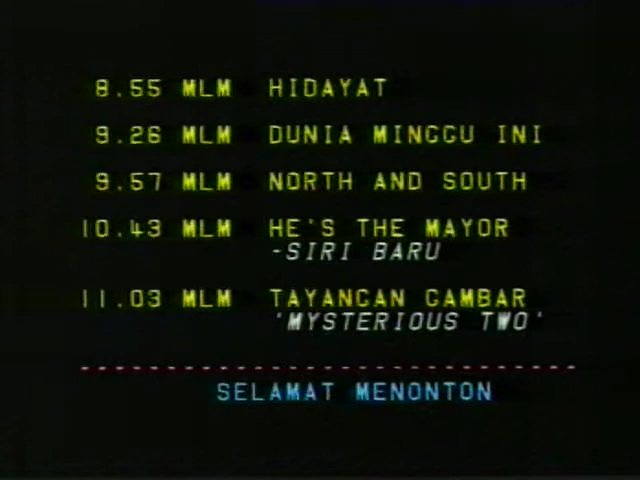 8.55 MLM HIDAYAT
9.26 MLM DUNIA MINGGU INI
9.57 MLM NORTH AND SOUTH
10.43 MLM HE'S THE MAYOR
-SIRI BARU
11.03 MLM TAYANGAN GAMBAR
'MYSTERIOUS TWO'
SELAMAT MENONTON